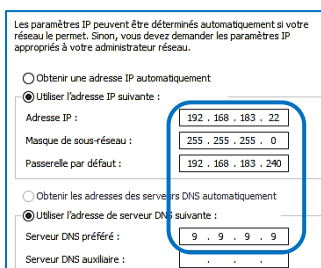 Les paramètres IP peuvent être déterminés automatiquement si votre
réseau le permet. Sinon, vous devez demander les paramètres IP
appropriés à votre administrateur réseau.
Obtenir une adresse IP automatiquement
Utiliser l'adresse IP suivante :
Adresse IP : 192 . 168 . 183 . 22
Masque de sous-réseau : 255 . 255 . 255 . 0
Passerelle par défaut : 192 . 168 . 183 . 240
Obtenir les adresses des serveurs DNS automatiquement
Utiliser l'adresse de serveur DNS suivante :
Serveur DNS préféré : 9 . 9 . 9 . 9
Serveur DNS auxiliaire : . . .